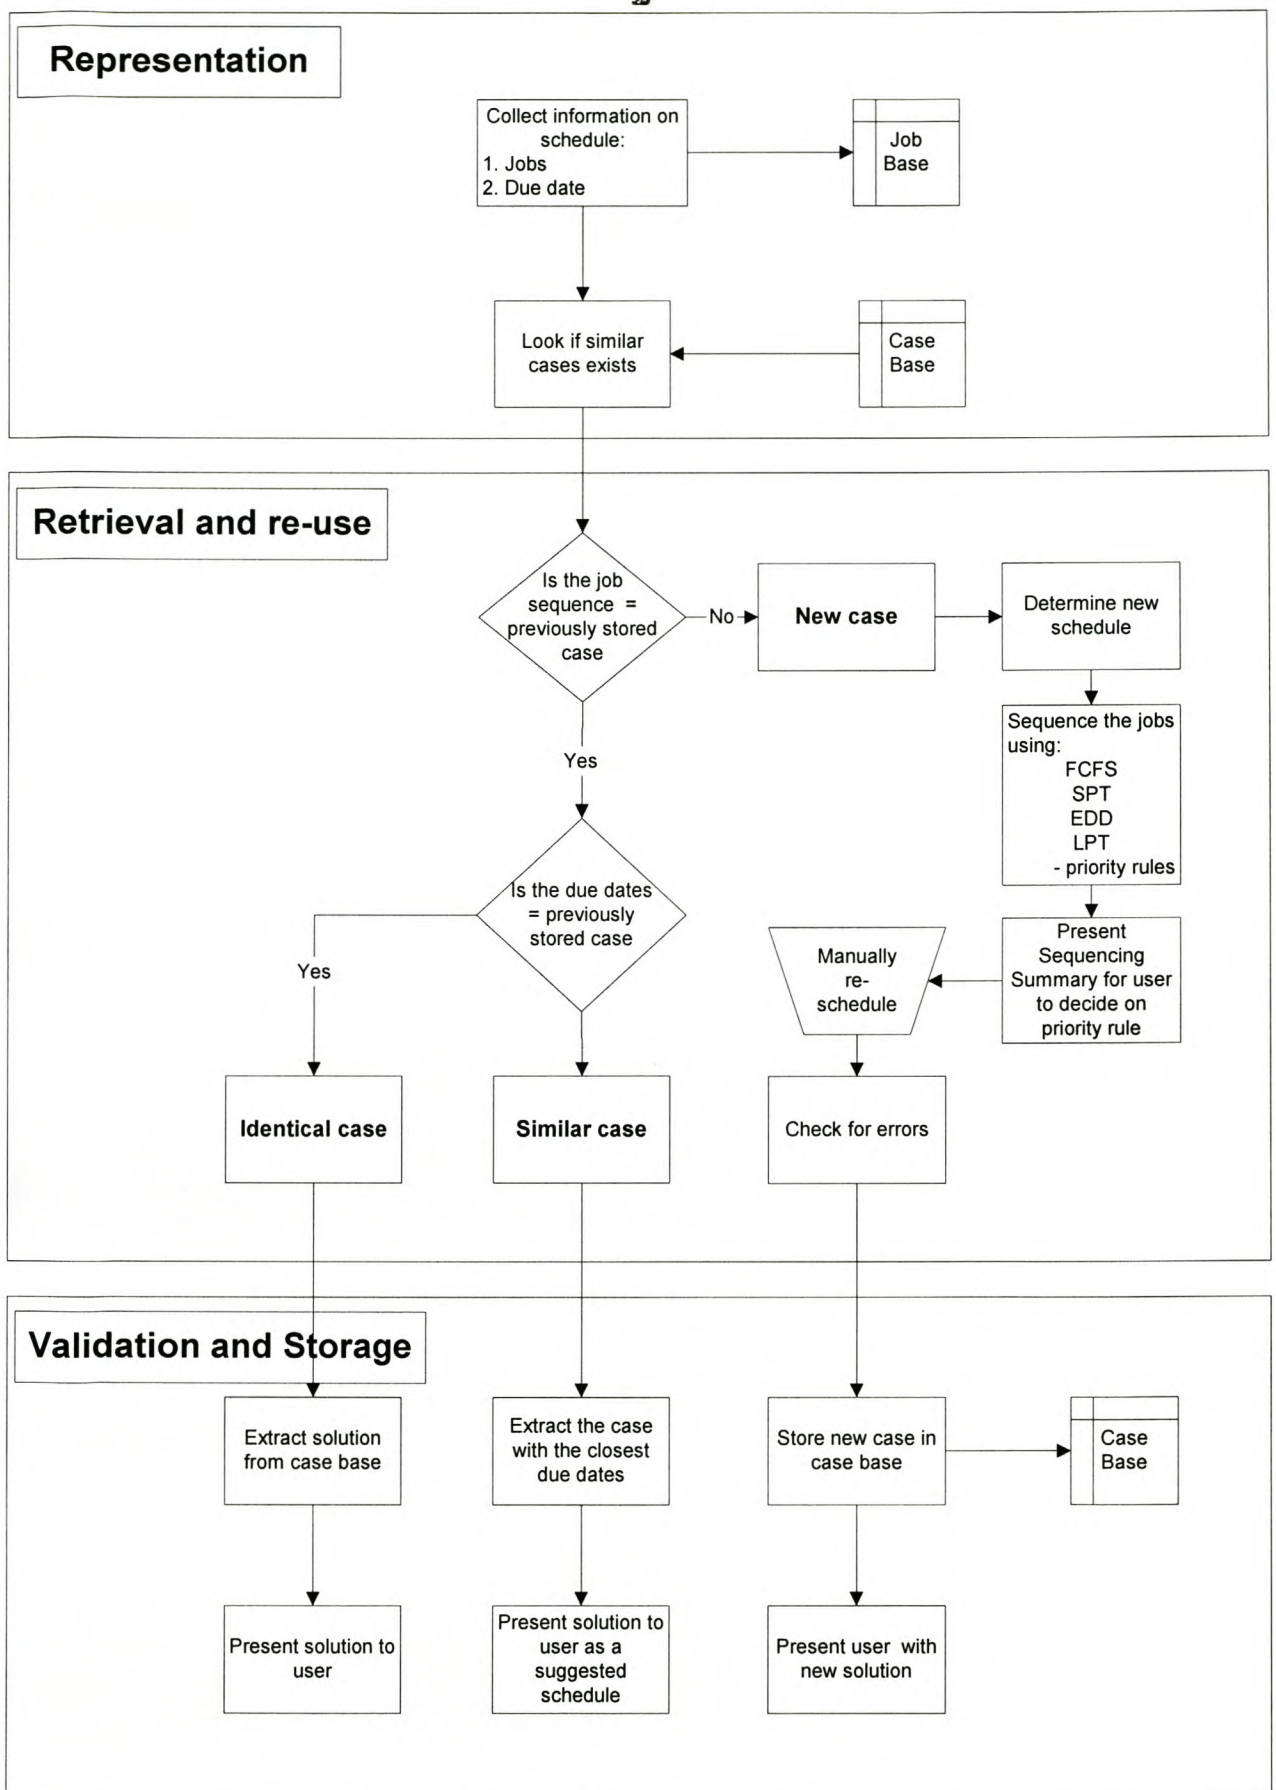 Representation
Collect information on
schedule:
1. Jobs
2. Due date
Job
Base
Look if similar
cases exists
Case
Base
Retrieval and re-use
Is the job
sequence =
previously stored
case
No
New case
Determine new
schedule
Sequence the jobs
using:
FCFS
SPT
EDD
LPT
- priority rules
Yes
Is the due dates
= previously
stored case
Yes
Present
Sequencing
Summary for user
to decide on
priority rule
Manually
re-
schedule
Identical case
Similar case
Check for errors
Validation and Storage
Extract solution
from case base
Extract the case
with the closest
due dates
Store new case in
case base
Case
Base
Present solution to
user
Present solution to
user as a
suggested
schedule
Present user with
new solution